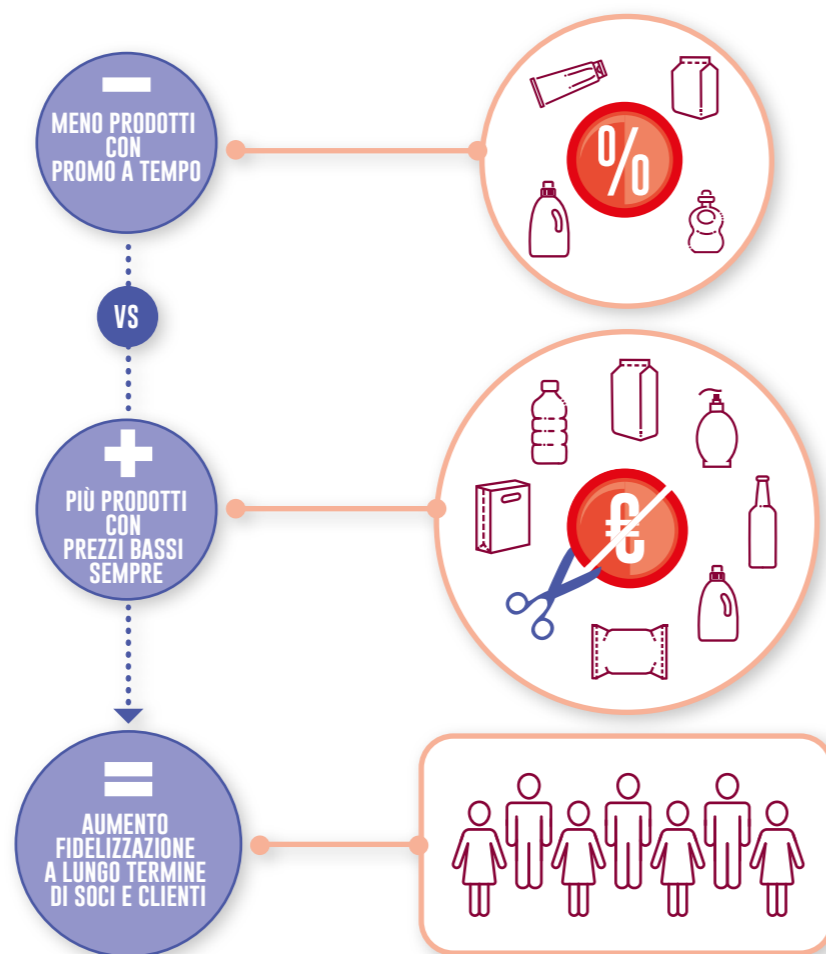 MENO PRODOTTI
CON
PROMO A TEMPO
%
VS
PIÙ PRODOTTI
CON
PREZZI BASSI
SEMPRE
€
AUMENTO
FIDELIZZAZIONE
A LUNGO TERMINE
DI SOCI E CLIENTI